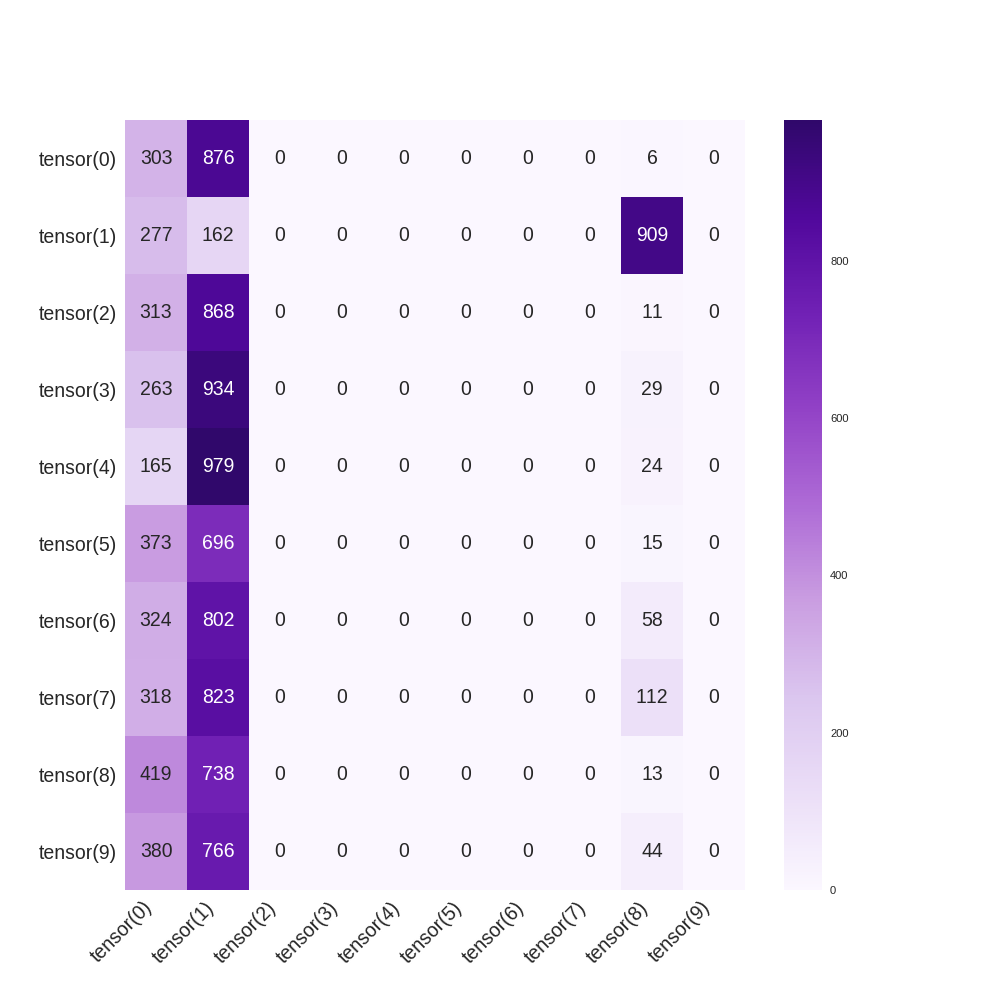 tensor(0) 303 876 0 0 0 0 0 0 6 0
tensor(1) 277 162 0 0 0 0 0 0 909 0
800
tensor(2) 313 868 0 0 0 0 0 0 11 0
tensor(3) 263 934 0 0 0 0 0 0 29 0
600
tensor(4) 165 979 0 0 0 0 0 0 24 0
tensor(5) 373 696 0 0 0 0 0 0 15 0
400
tensor(6) 324 802 0 0 0 0 0 0 58 0
tensor(7) 318 823 0 0 0 0 0 0 112 0
200
tensor(8) 419 738 0 0 0 0 0 0 13 0
tensor(9) 380 766 0 0 0 0 0 0 44 0
0
tensor(0) tensor(1) tensor(2) tensor(3) tensor(4) tensor(5) tensor(6) tensor(7) tensor(8) tensor(9)